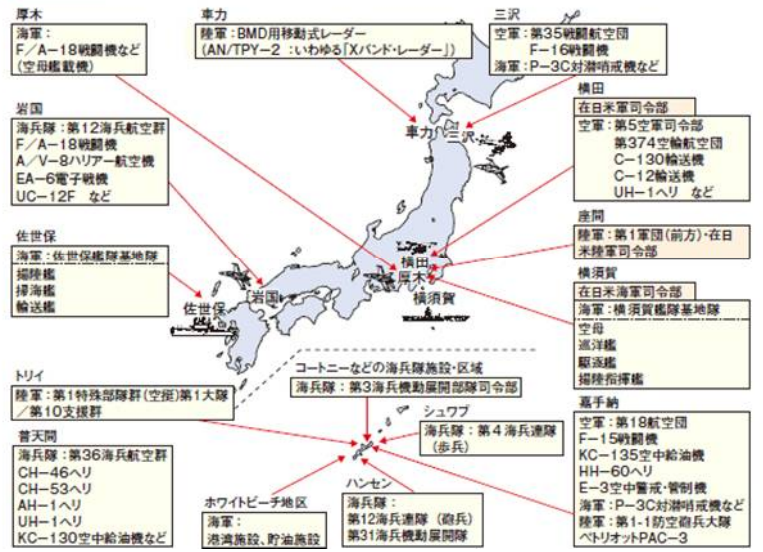 厚木
海軍：
F／A－18戦闘機など
(空母艦載機)
車力
陸軍：BMD用移動式レーダー
(AN/TPY－2 ：いわゆる「Xバンド・レーダー」)
三沢
空軍：第35戦闘航空団
F－16戦闘機
海軍：P－3C対潜哨戒機など
岩国
海兵隊：第12海兵航空群
F／A－18戦闘機
A／V－8ハリアー航空機
EA－6電子戦機
UC－12F など
横田
在日米軍司令部
空軍：第5空軍司令部
第374空輸航空団
C－130輸送機
C－12輸送機
UH－1ヘリ など
佐世保
海軍：佐世保艦隊基地隊
揚陸艦
掃海艦
輸送艦
座間
陸軍：第1軍団(前方)・在日
米陸軍司令部
横須賀
在日米海軍司令部
海軍：横須賀艦隊基地隊
空母
巡洋艦
駆逐艦
揚陸指揮艦
車力
三沢
横田
厚木
横須賀
岩国
佐世保
トリイ
陸軍：第1特殊部隊群(空挺)第1大隊
／第10支援群
コートニーなどの海兵隊施設・区域
海兵隊：第3海兵機動展開部隊司令部
シュワブ
海兵隊：第4海兵連隊
(歩兵)
嘉手納
空軍：第18航空団
F－15戦闘機
KC－135空中給油機
HH－60ヘリ
E－3空中警戒・管制機
海軍：P－3C対潜哨戒機など
陸軍：第1-1防空砲兵大隊
ペトリオットPAC－3
普天間
海兵隊：第36海兵航空群
CH－46ヘリ
CH－53ヘリ
AH－1ヘリ
UH－1ヘリ
KC－130空中給油機など
ホワイトビーチ地区
海軍：
港湾施設、貯油施設
ハンセン
海兵隊：
第12海兵連隊 (砲兵)
第31海兵機動展開隊